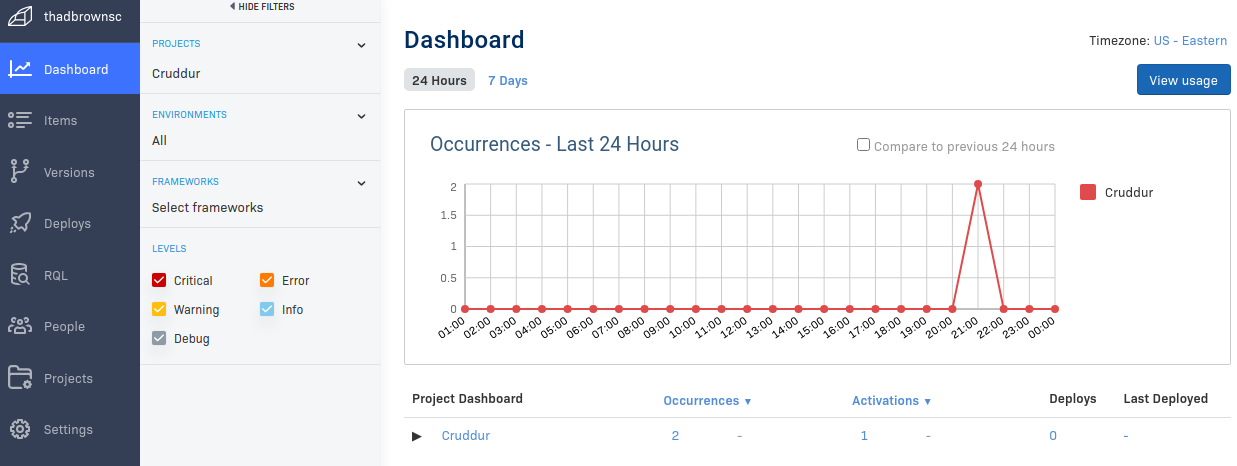 thadbrownsc
Dashboard
Items
Versions
Deploys
RQL
People
Projects
Settings
HIDE FILTERS
PROJECTS
Cruddur
ENVIRONMENTS
All
FRAMEWORKS
Select frameworks
LEVELS
Critical Error
Warning Info
Debug
Dashboard
Timezone: US - Eastern
24 Hours 7 Days
View usage
Occurrences - Last 24 Hours
Compare to previous 24 hours
2
1.5
1
0.5
0
01:00 02:00 03:00 04:00 05:00 06:00 07:00 08:00 09:00 10:00 11:00 12:00 13:00 14:00 15:00 16:00 17:00 18:00 19:00 20:00 21:00 22:00 23:00 00:00
Cruddur
Project Dashboard Occurrences ▼ Activations ▼ Deploys Last Deployed
▶ Cruddur 2 - 1 - 0 -